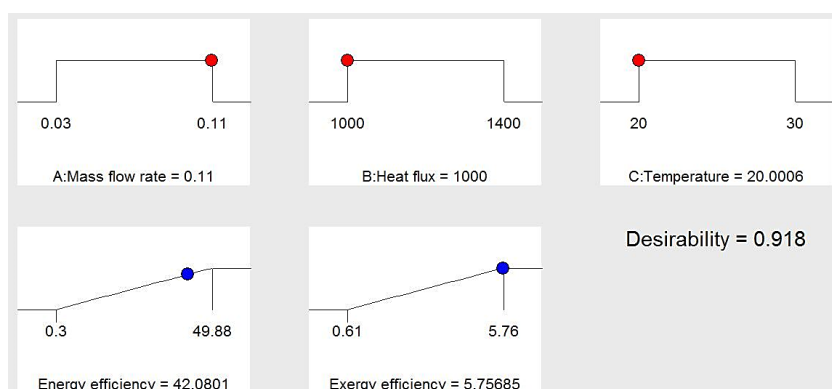 0.03 0.11
A:Mass flow rate = 0.11
1000 1400
B:Heat flux = 1000
20 30
C:Temperature = 20.0006
0.3 49.88
Energy efficiency = 42.0801
0.61 5.76
Exergy efficiency = 5.75685
Desirability = 0.918